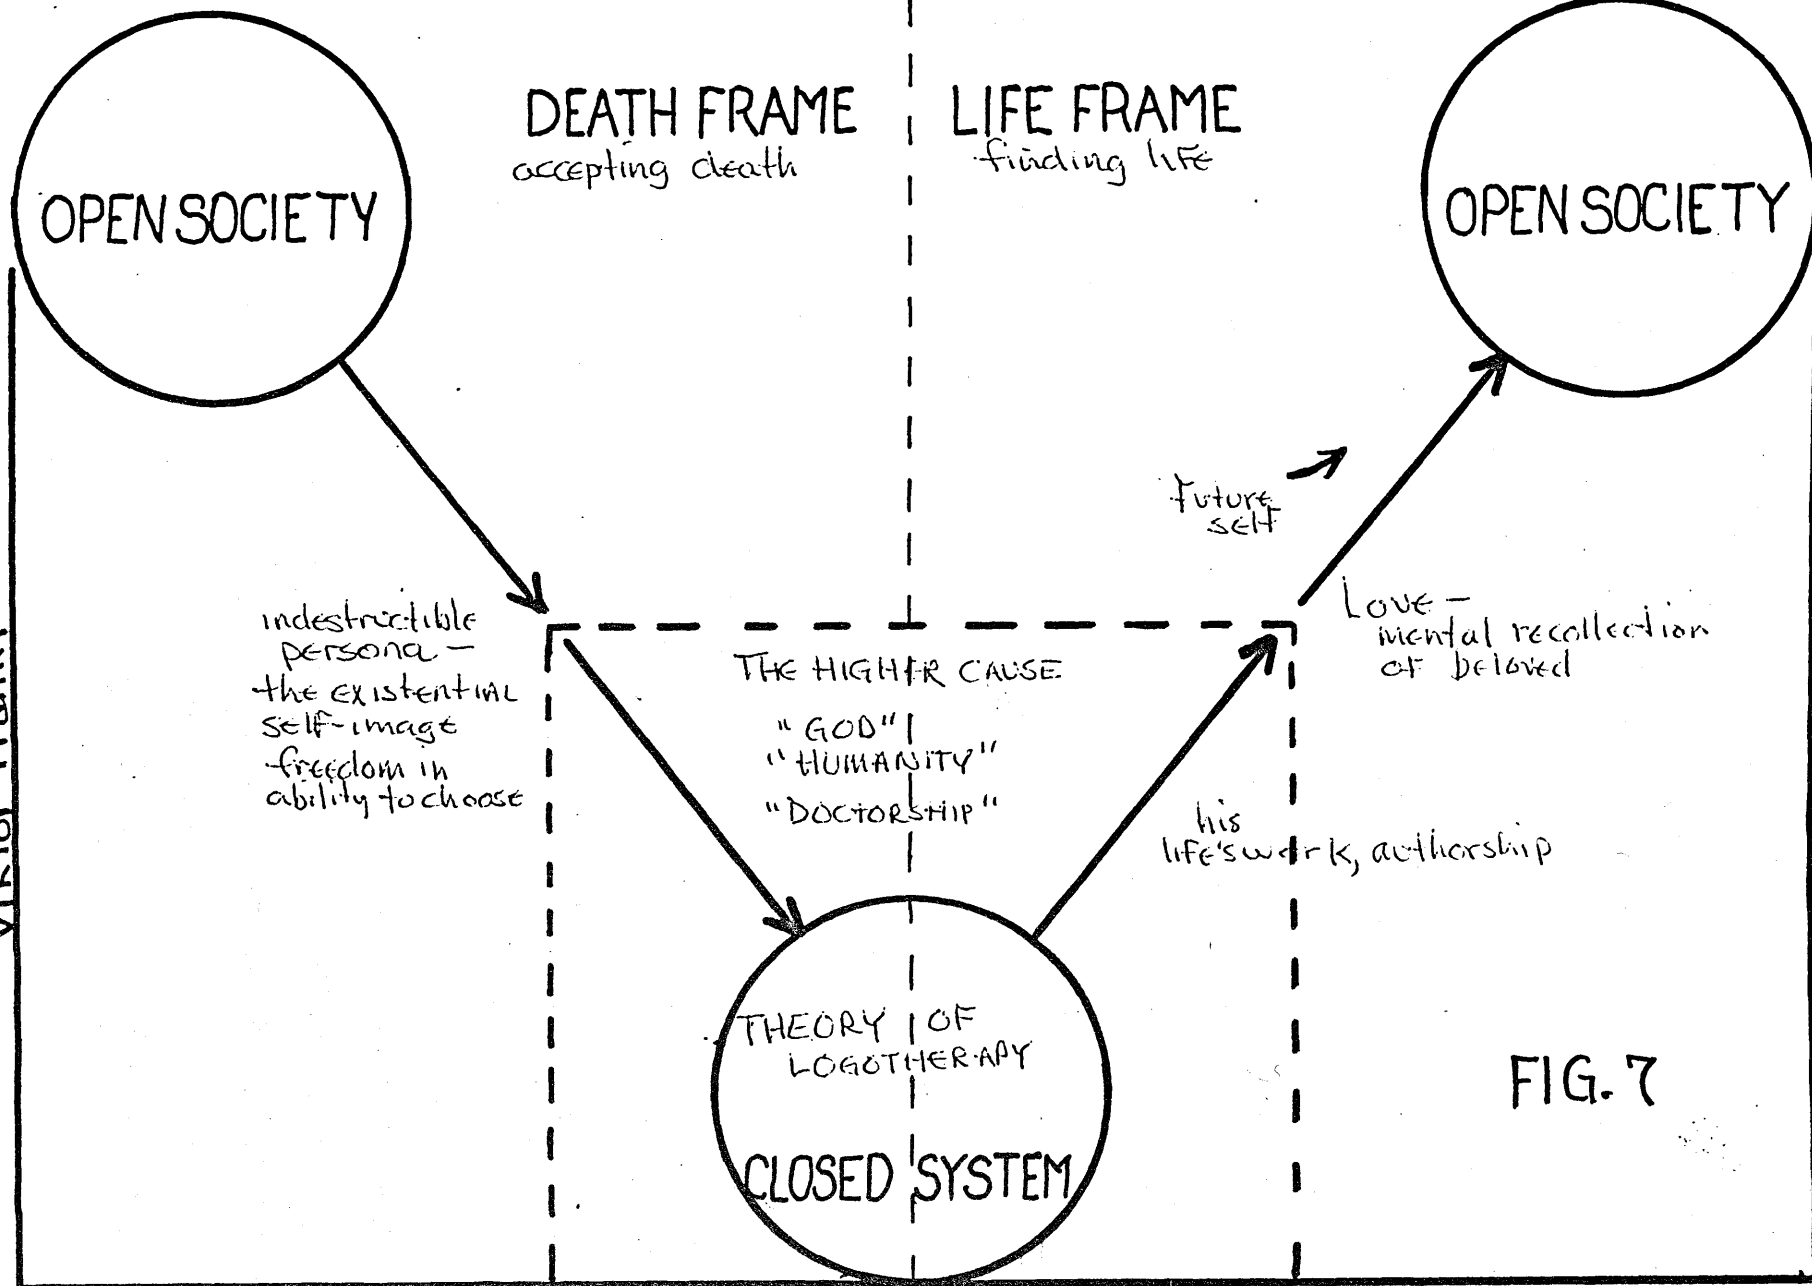 DEATH FRAME
accepting death
LIFE FRAME
finding life
OPEN SOCIETY
OPEN SOCIETY
Future
self
indestructible
persona —
the existential
self-image
freedom in
ability to choose
THE HIGHER CAUSE
"GOD"
"HUMANITY"
"DOCTORSHIP"
Love —
mental recollection
of beloved
his
life's work, authorship
THEORY OF
LOGOTHERAPY
CLOSED SYSTEM
FIG. 7